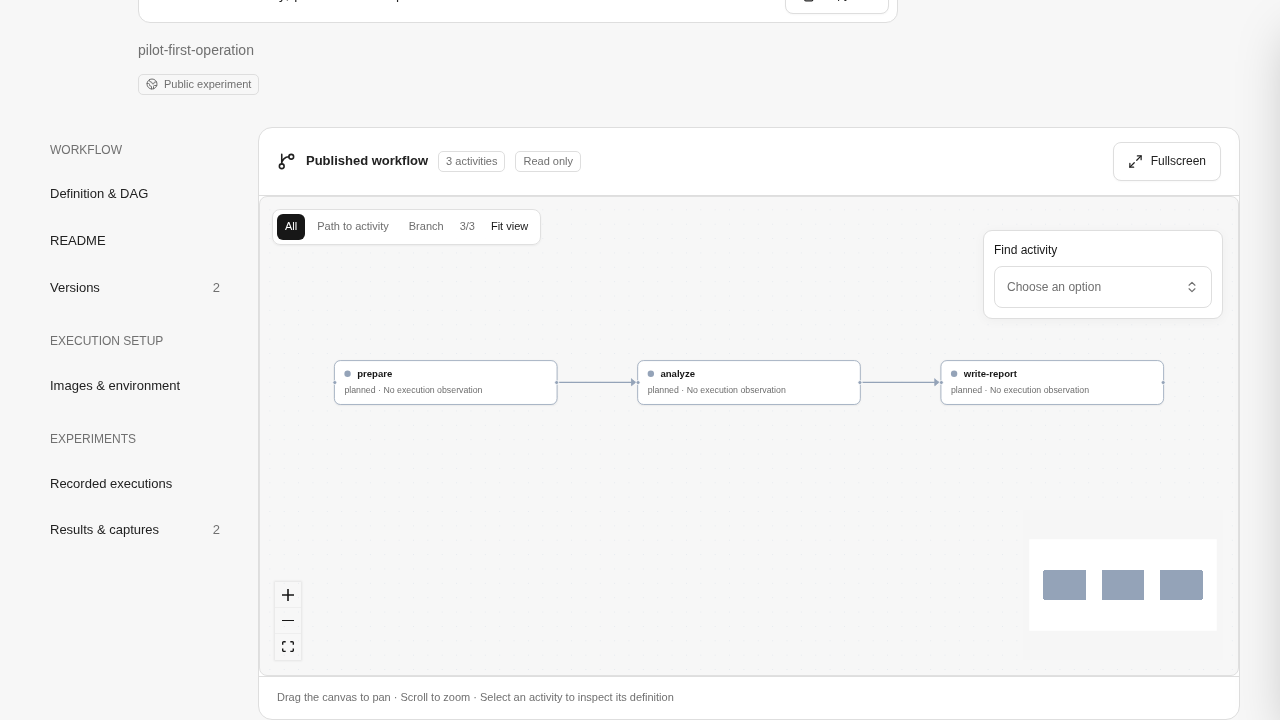 pilot-first-operation
Public experiment
WORKFLOW
Definition & DAG
README
Versions 2
EXECUTION SETUP
Images & environment
EXPERIMENTS
Recorded executions
Results & captures 2
Published workflow 3 activities Read only Fullscreen
All Path to activity Branch 3/3 Fit view
Find activity
Choose an option
prepare
planned · No execution observation
analyze
planned · No execution observation
write-report
planned · No execution observation
Drag the canvas to pan · Scroll to zoom · Select an activity to inspect its definition